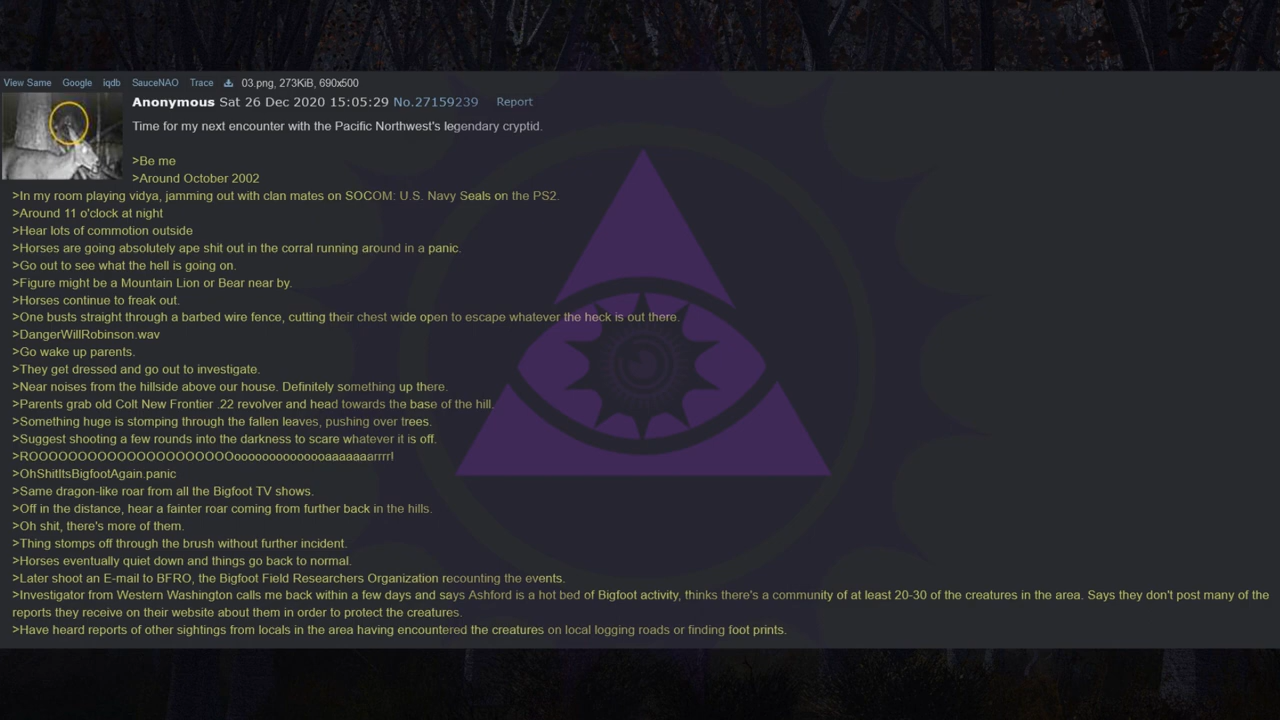 View Same Google iqdb SauceNAO Trace 03.png, 273KiB, 690x500
Anonymous Sat 26 Dec 2020 15:05:29 No.27159239 Report
Time for my next encounter with the Pacific Northwest's legendary cryptid.
>Be me
>Around October 2002
>In my room playing vidya, jamming out with clan mates on SOCOM: U.S. Navy Seals on the PS2.
>Around 11 o'clock at night
>Hear lots of commotion outside
>Horses are going absolutely ape shit out in the corral running around in a panic.
>Go out to see what the hell is going on.
>Figure might be a Mountain Lion or Bear near by.
>Horses continue to freak out.
>One busts straight through a barbed wire fence, cutting their chest wide open to escape whatever the heck is out there.
>DangerWillRobinson.wav
>Go wake up parents.
>They get dressed and go out to investigate.
>Near noises from the hillside above our house. Definitely something up there.
>Parents grab old Colt New Frontier .22 revolver and head towards the base of the hill.
>Something huge is stomping through the fallen leaves, pushing over trees.
>Suggest shooting a few rounds into the darkness to scare whatever it is off.
>ROOOOOOOOOOOOOOOOOOOOOooooooooooooaaaaaaarrrr!
>OhShitItsBigfootAgain.panic
>Same dragon-like roar from all the Bigfoot TV shows.
>Off in the distance, hear a fainter roar coming from further back in the hills.
>Oh shit, there's more of them.
>Thing stomps off through the brush without further incident.
>Horses eventually quiet down and things go back to normal.
>Later shoot an E-mail to BFRO, the Bigfoot Field Researchers Organization recounting the events.
>Investigator from Western Washington calls me back within a few days and says Ashford is a hot bed of Bigfoot activity, thinks there's a community of at least 20-30 of the creatures in the area. Says they don't post many of the
reports they receive on their website about them in order to protect the creatures.
>Have heard reports of other sightings from locals in the area having encountered the creatures on local logging roads or finding foot prints.